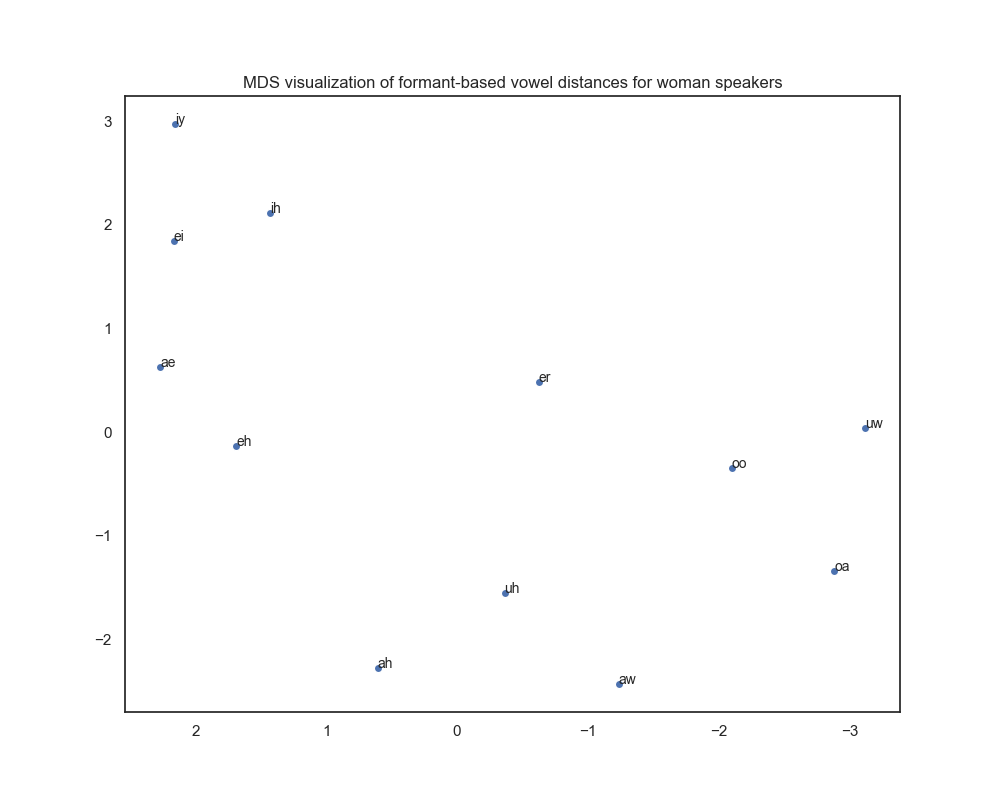 MDS visualization of formant-based vowel distances for woman speakers
3
iy
ih
2
ei
1
ae
er
uw
0
eh
oo
−1
oa
uh
−2
ah
aw
2 1 0 −1 −2 −3